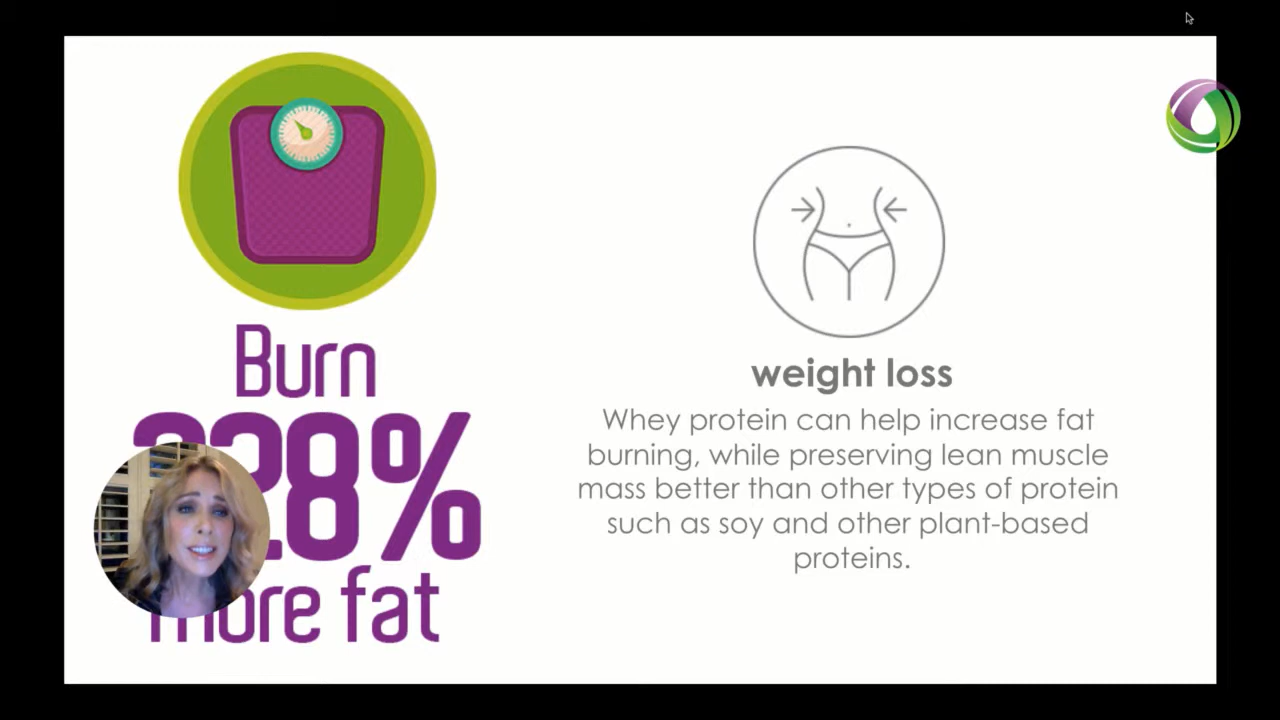 Burn
more fat
weight loss
Whey protein can help increase fat
burning, while preserving lean muscle
mass better than other types of protein
such as soy and other plant-based
proteins.